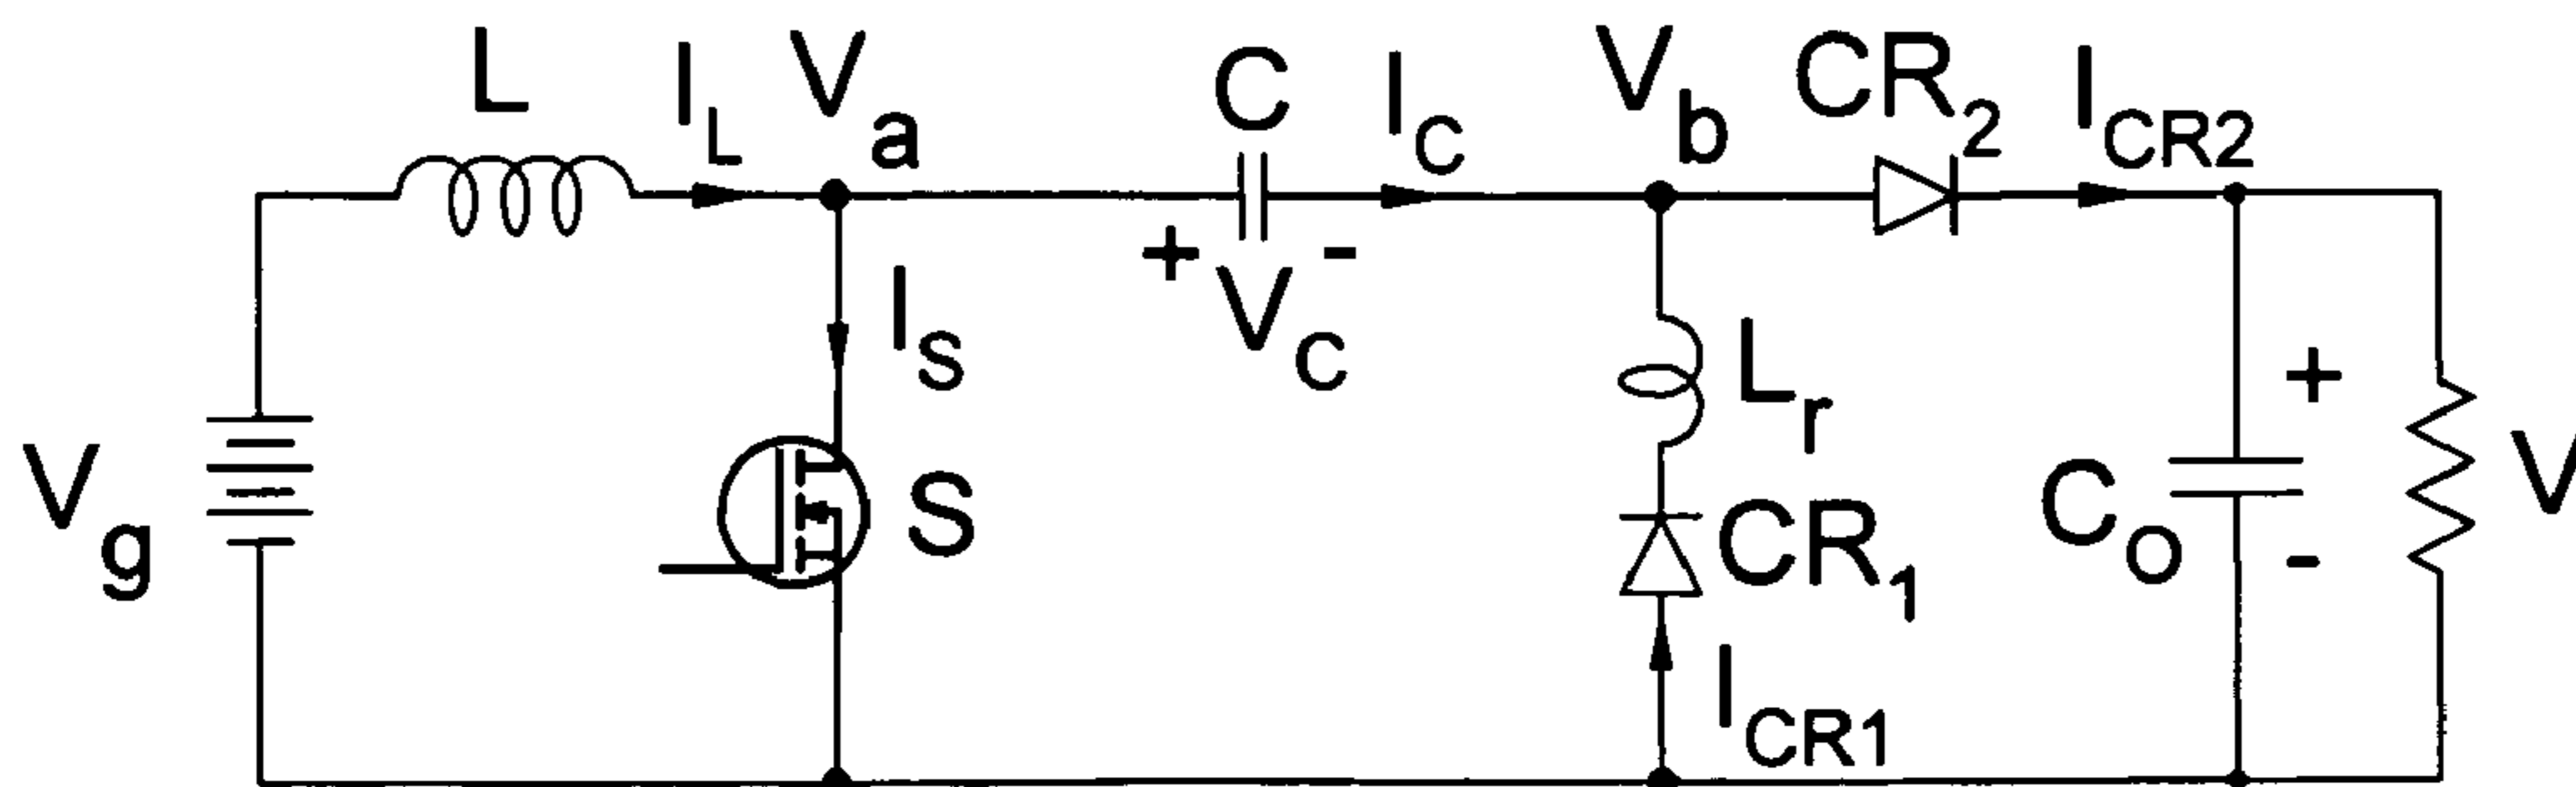 L I_L V_a C I_C V_b CR_2 I_CR2
+ V_C -
I_S L_r +
V_g S CR_1 C_O V
-
I_CR1